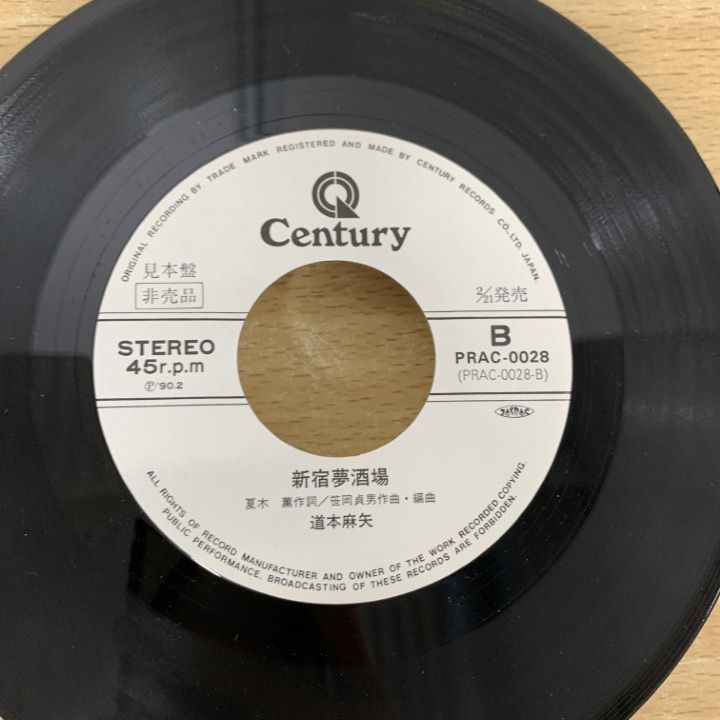 ORIGINAL RECORDING BY. TRADE MARK REGISTERED AND MADE BY CENTURY RECORDS CO., LTD. JAPAN.
Century
見本盤
非売品
2/21発売
STEREO
45r.p.m
Ⓟ'90.2
B
PRAC-0028
(PRAC-0028-B)
新宿夢酒場
夏木 薫作詞/笹岡貞男作曲・編曲
道本麻矢
ALL RIGHTS OF RECORD MANUFACTURER AND OWNER OF THE WORK RECORDED COPYING.
PUBLIC PERFORMANCE, BROADCASTING OF THESE RECORDS ARE FORBIDDEN.